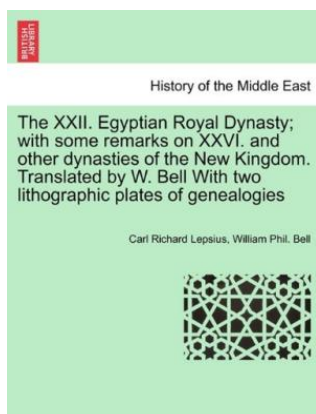 BRITISH
LIBRARY
History of the Middle East
The XXII. Egyptian Royal Dynasty;
with some remarks on XXVI. and
other dynasties of the New Kingdom.
Translated by W. Bell With two
lithographic plates of genealogies
Carl Richard Lepsius, William Phil. Bell